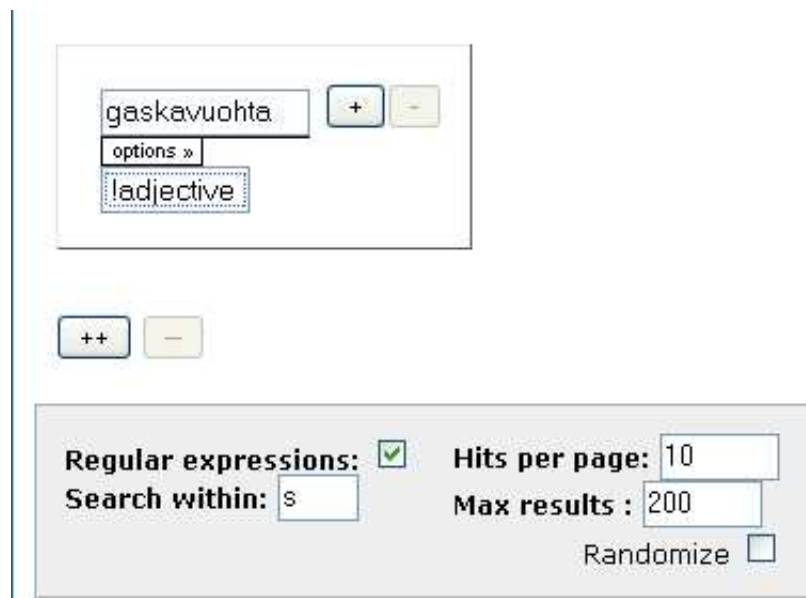 gaskavuohta + -
options »
!adjective
++ —
Regular expressions: Hits per page: 10
Search within: s Max results : 200
Randomize